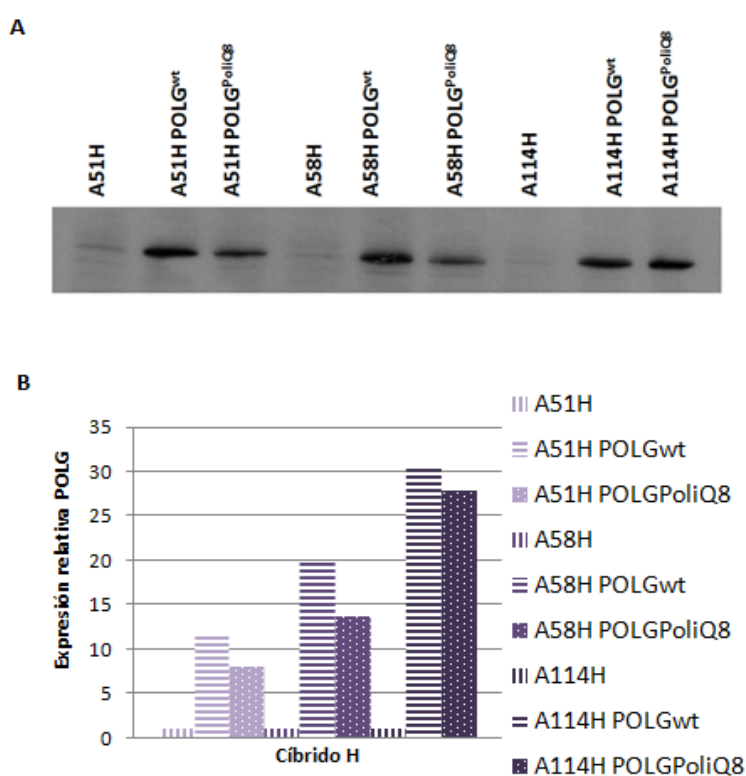 A
A51H
A51H POLGwt
A51H POLGPoliQ8
A58H
A58H POLGwt
A58H POLGPoliQ8
A114H
A114H POLGwt
A114H POLGPoliQ8
B
Expresión relativa POLG
35
30
25
20
15
10
5
0
Cíbrido H
A51H
A51H POLGwt
A51H POLGPoliQ8
A58H
A58H POLGwt
A58H POLGPoliQ8
A114H
A114H POLGwt
A114H POLGPoliQ8